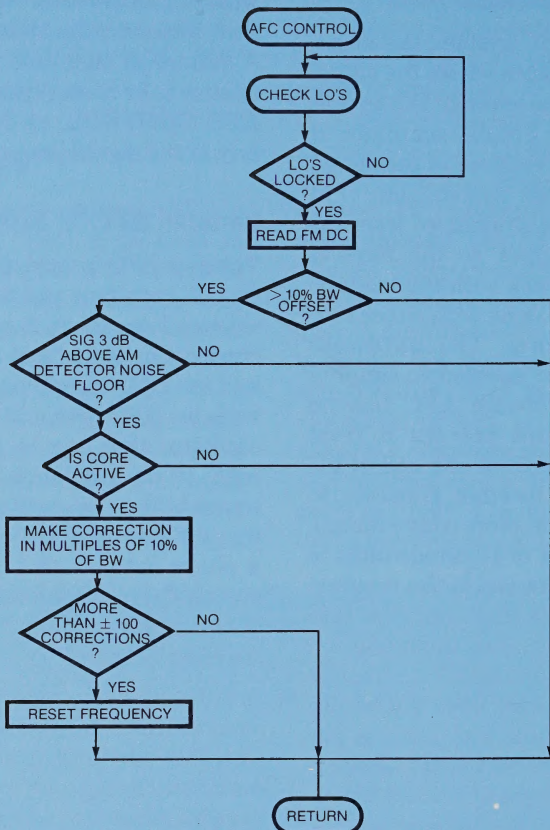 AFC CONTROL
CHECK LO'S
LO'S
LOCKED
?
NO
YES
READ FM DC
> 10% BW
OFFSET
?
YES
NO
SIG 3 dB
ABOVE AM
DETECTOR NOISE
FLOOR
?
NO
YES
IS CORE
ACTIVE
?
NO
YES
MAKE CORRECTION
IN MULTIPLES OF 10%
OF BW
MORE
THAN ± 100
CORRECTIONS
?
NO
YES
RESET FREQUENCY
RETURN